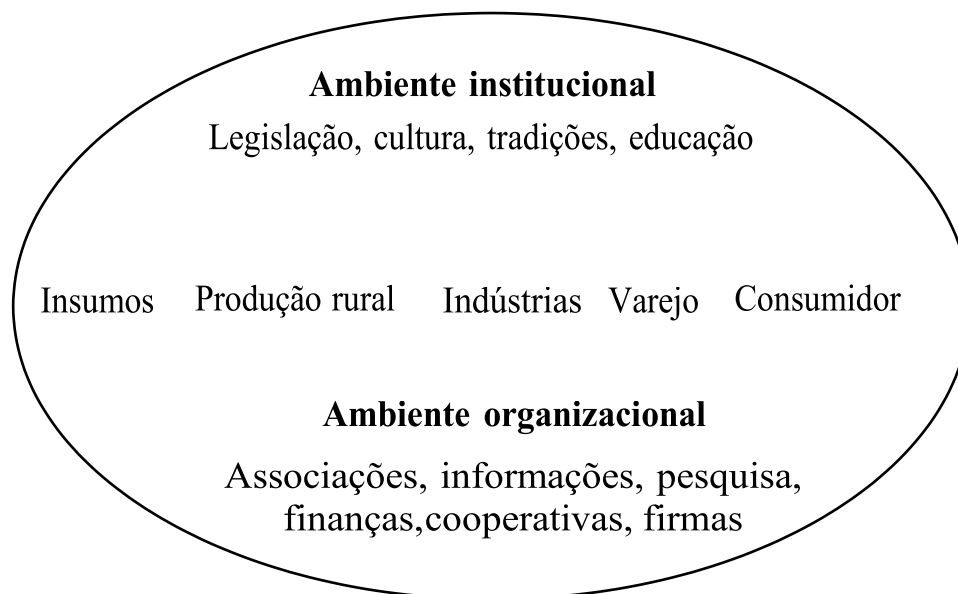 Ambiente institucional
Legislação, cultura, tradições, educação
Insumos Produção rural Indústrias Varejo Consumidor
Ambiente organizacional
Associações, informações, pesquisa,
finanças,cooperativas, firmas